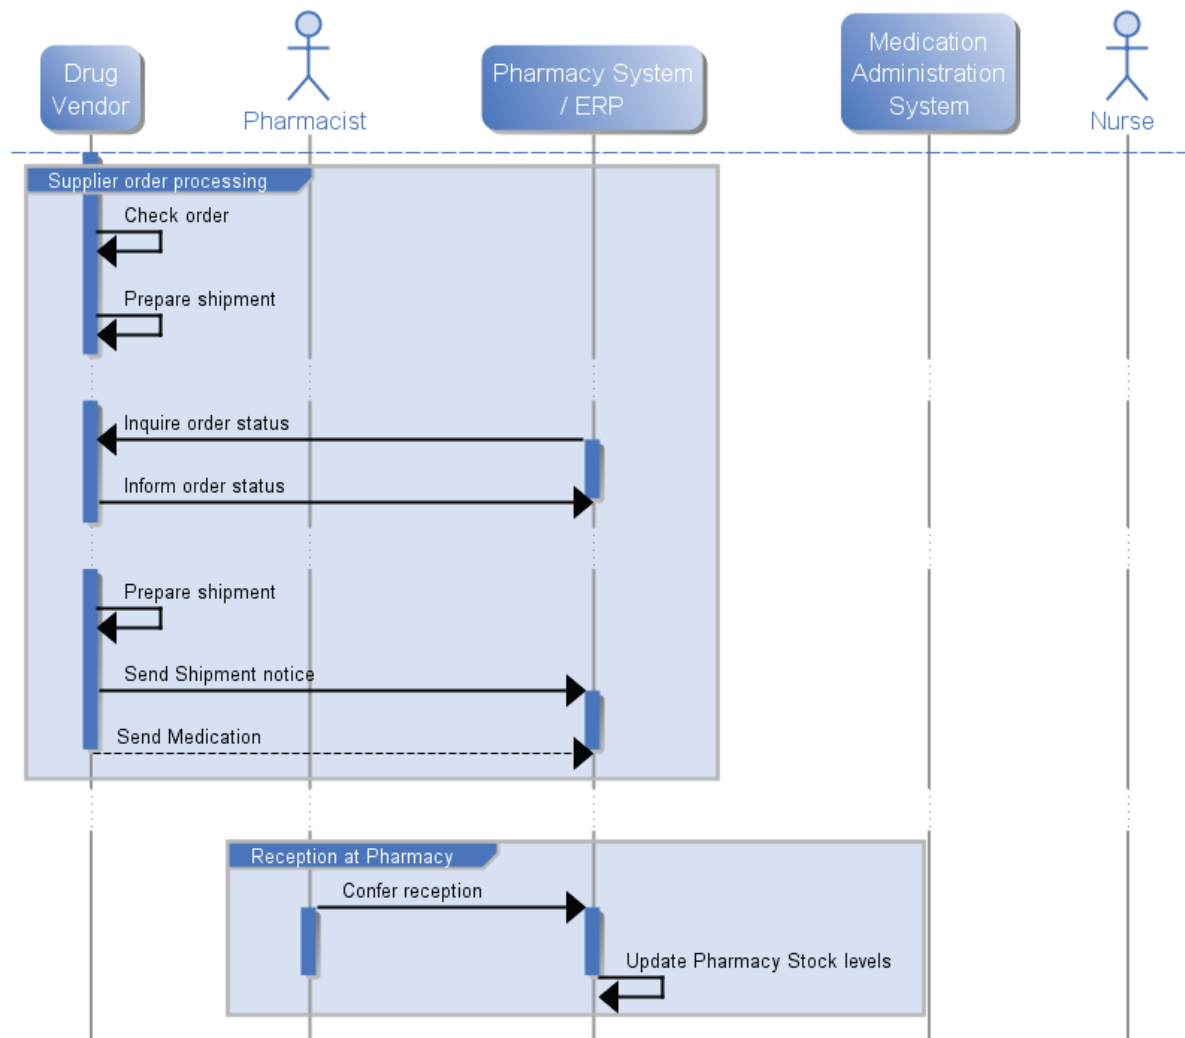 Drug
Vendor
Pharmacist
Pharmacy System
/ ERP
Medication
Administration
System
Nurse
Supplier order processing
Check order
Prepare shipment
Inquire order status
Inform order status
Prepare shipment
Send Shipment notice
Send Medication
Reception at Pharmacy
Confer reception
Update Pharmacy Stock levels